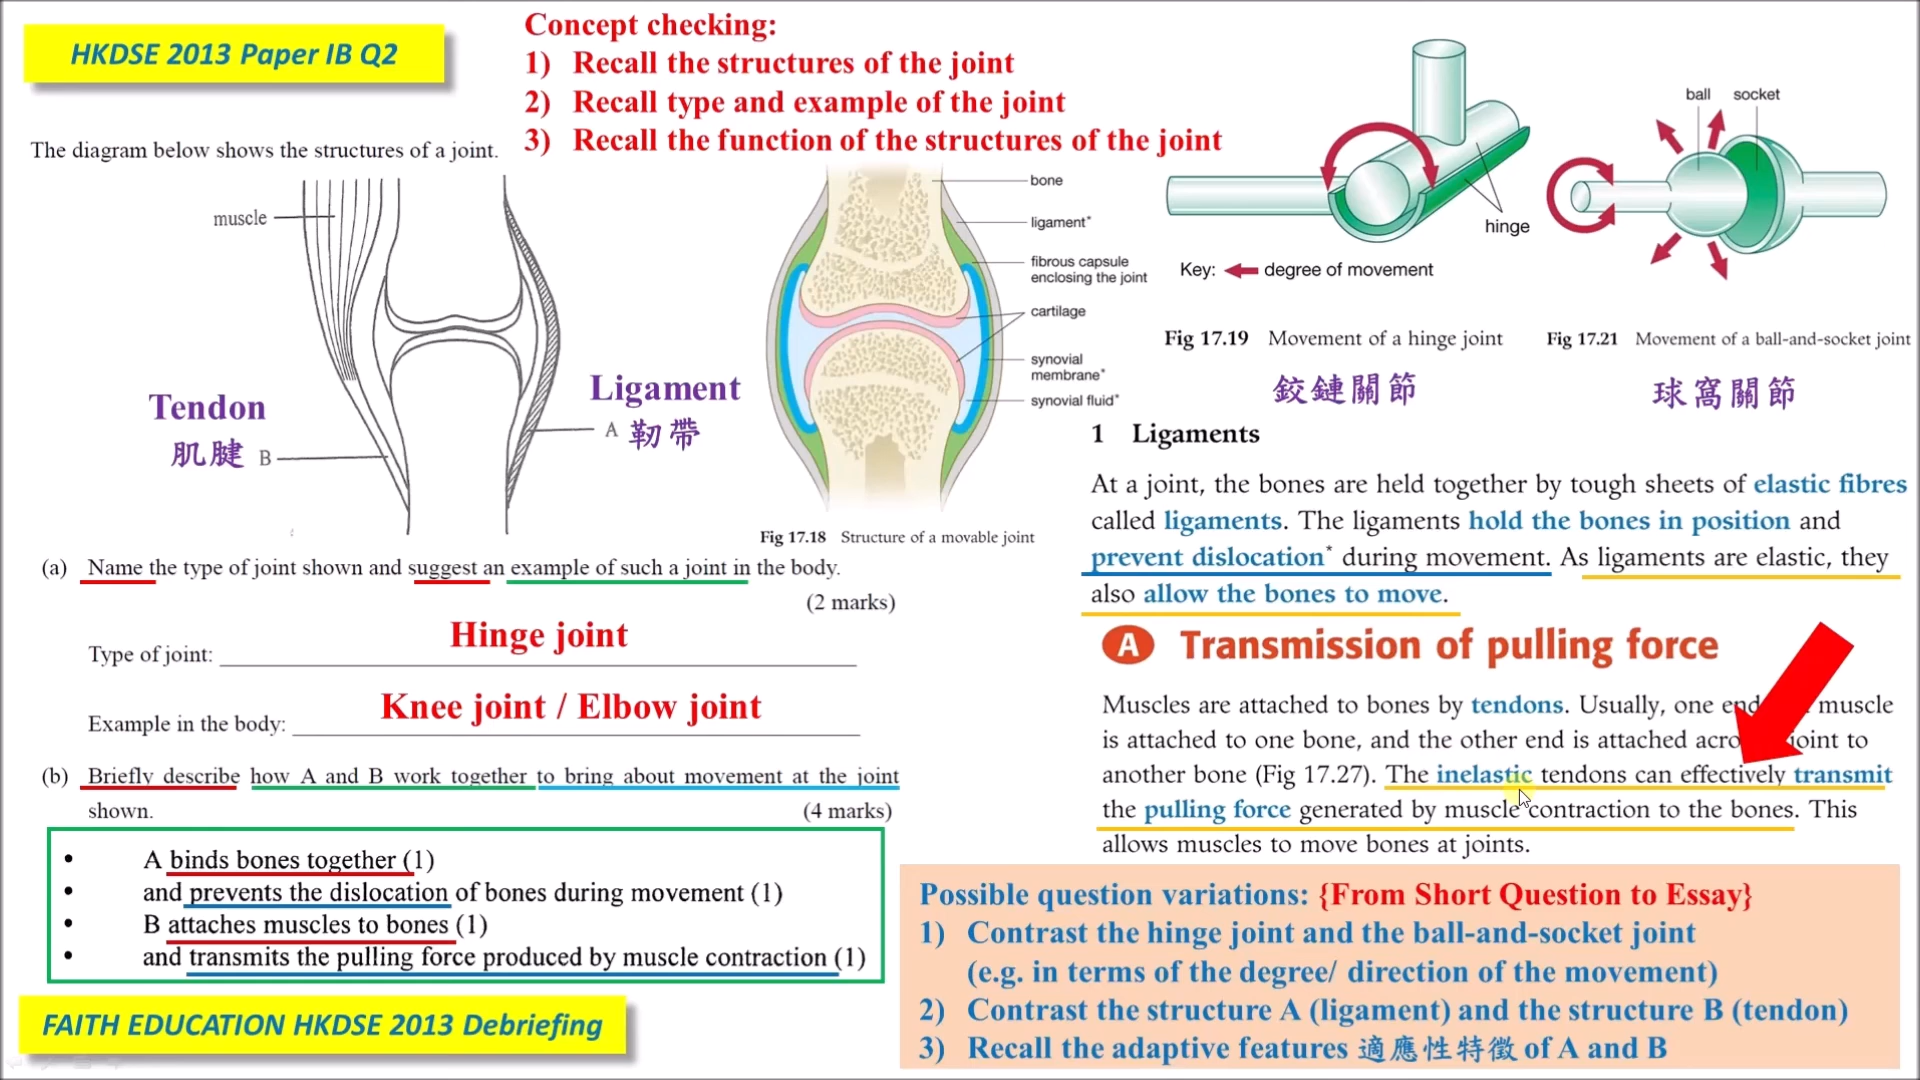 HKDSE 2013 Paper IB Q2
Concept checking:
1) Recall the structures of the joint
2) Recall type and example of the joint
3) Recall the function of the structures of the joint
The diagram below shows the structures of a joint.
muscle
Tendon
肌腱 B
Ligament
A 韌帶
bone
ligament*
fibrous capsule
enclosing the joint
cartilage
synovial
membrane*
synovial fluid*
Fig 17.18 Structure of a movable joint
hinge
Key: degree of movement
Fig 17.19 Movement of a hinge joint
鉸鏈關節
ball socket
Fig 17.21 Movement of a ball-and-socket joint
球窩關節
1 Ligaments
At a joint, the bones are held together by tough sheets of elastic fibres
called ligaments. The ligaments hold the bones in position and
prevent dislocation* during movement. As ligaments are elastic, they
also allow the bones to move.
A Transmission of pulling force
Muscles are attached to bones by tendons. Usually, one end muscle
is attached to one bone, and the other end is attached joint to
another bone (Fig 17.27). The inelastic tendons can effectively transmit
the pulling force generated by muscle contraction to the bones. This
allows muscles to move bones at joints.
(a) Name the type of joint shown and suggest an example of such a joint in the body.
(2 marks)
Type of joint: Hinge joint
Example in the body: Knee joint / Elbow joint
(b) Briefly describe how A and B work together to bring about movement at the joint
shown. (4 marks)
• A binds bones together (1)
• and prevents the dislocation of bones during movement (1)
• B attaches muscles to bones (1)
• and transmits the pulling force produced by muscle contraction (1)
FAITH EDUCATION HKDSE 2013 Debriefing
Possible question variations: {From Short Question to Essay}
1) Contrast the hinge joint and the ball-and-socket joint
(e.g. in terms of the degree/ direction of the movement)
2) Contrast the structure A (ligament) and the structure B (tendon)
3) Recall the adaptive features 適應性特徵 of A and B